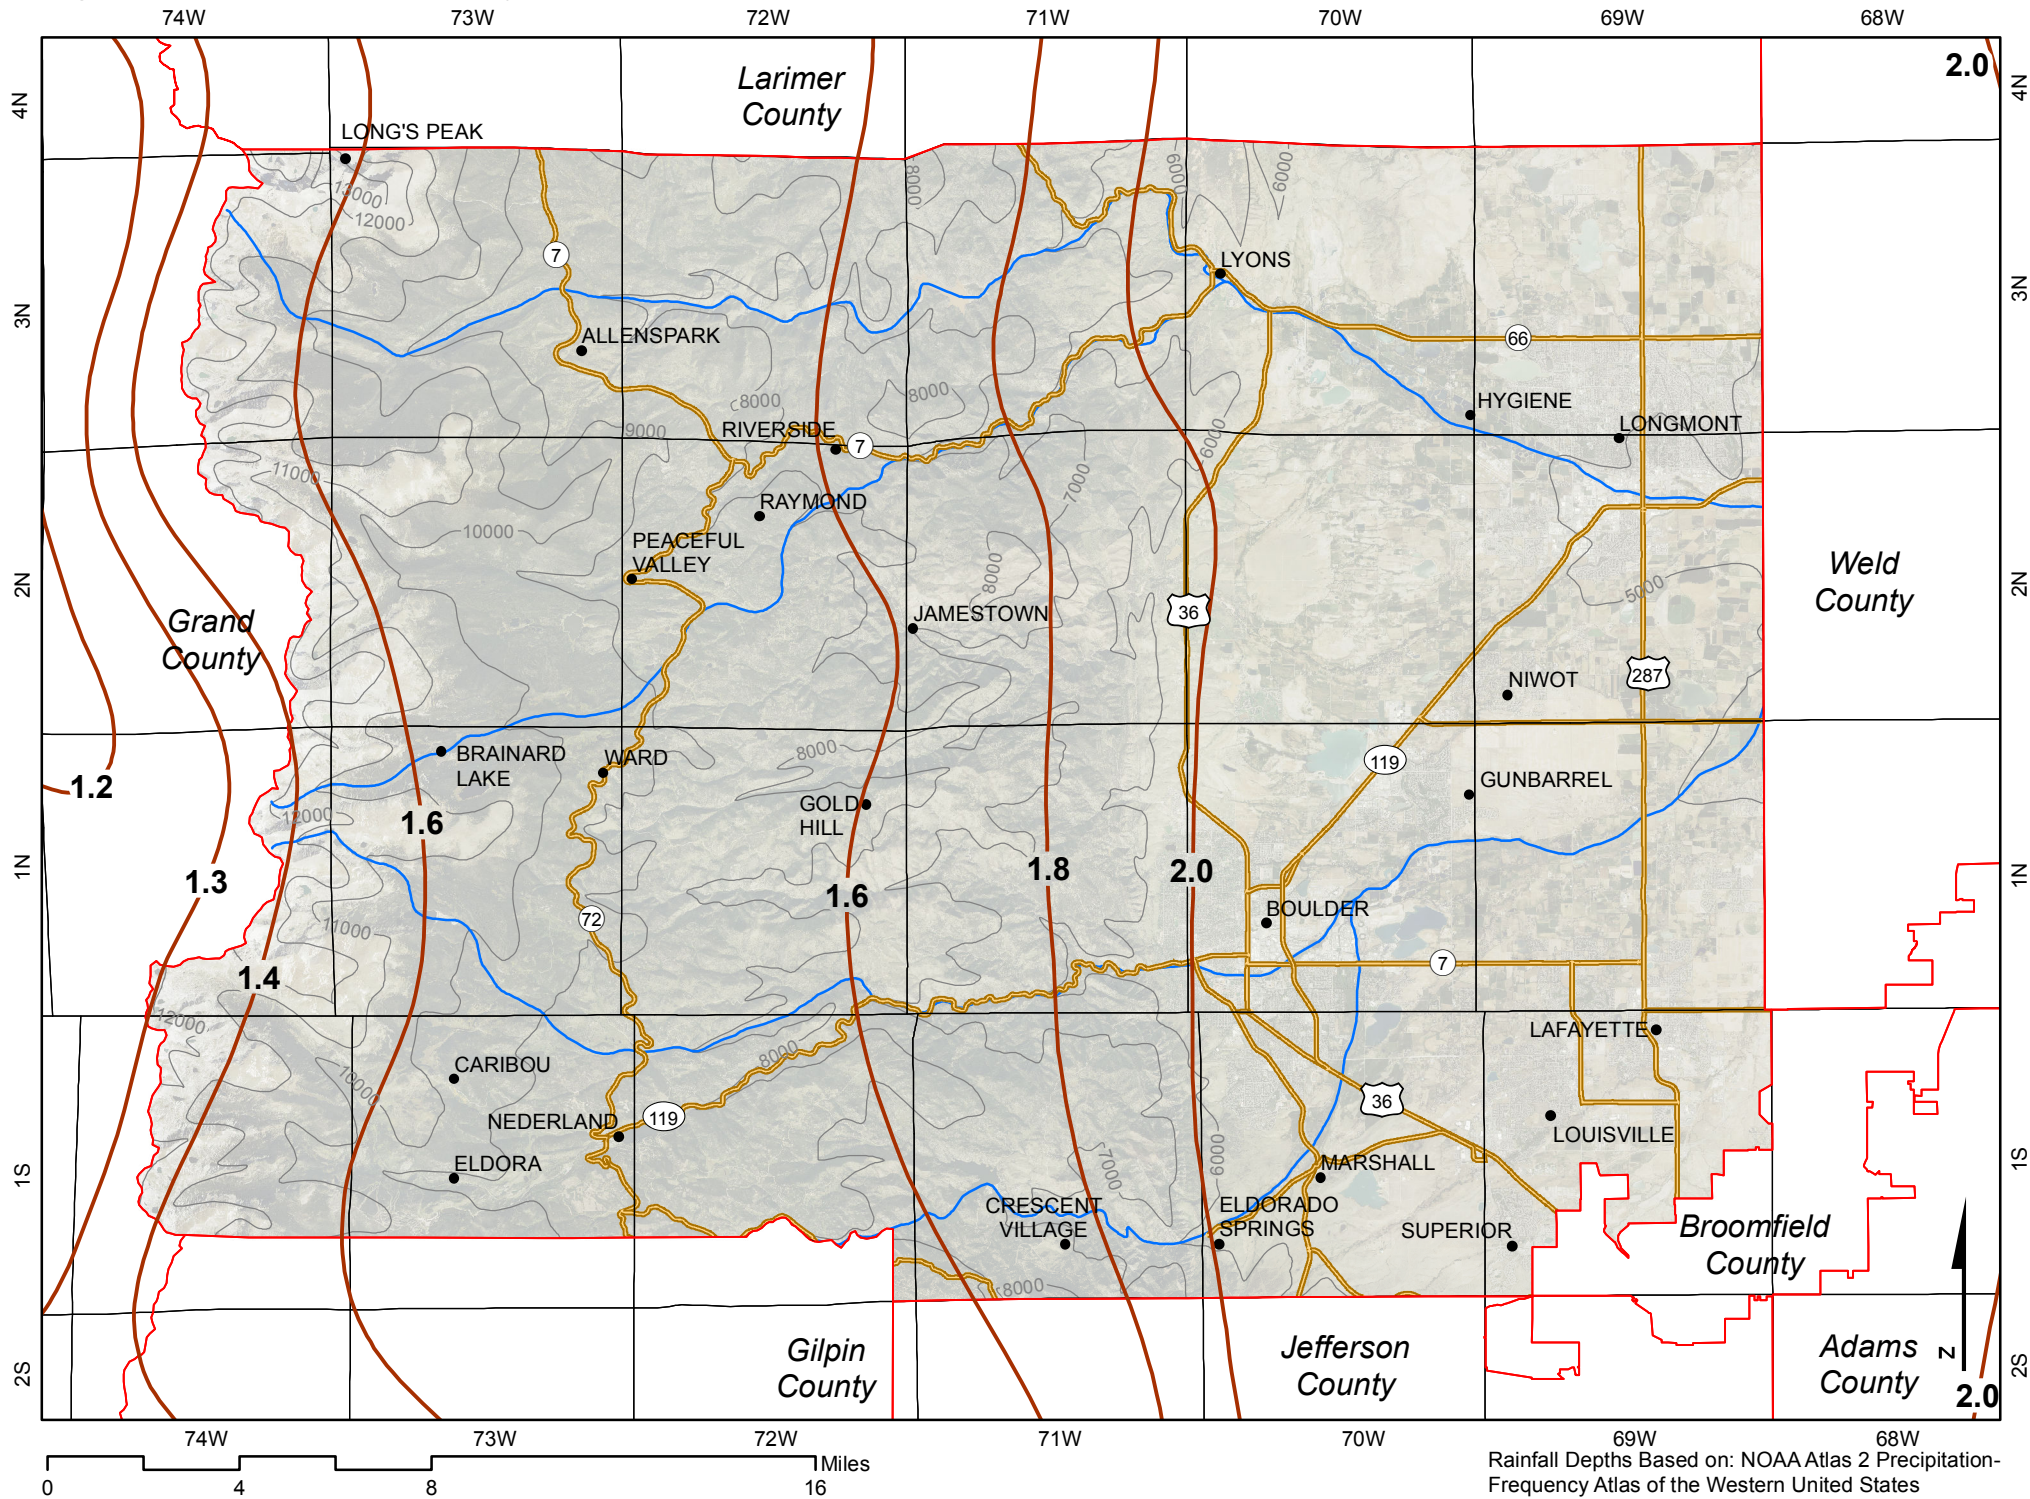 74W 73W 72W 71W 70W 69W 68W
2.0
Larimer
County
4N
4N
LONG'S PEAK
13000
12000
8000
6000
6000
7
LYONS
3N
3N
ALLENSPARK
66
8000
8000
HYGIENE
RIVERSIDE
9000
7
LONGMONT
6000
11000
7000
RAYMOND
10000
PEACEFUL
VALLEY
8000
Weld
County
2N
2N
5000
36
Grand
County
JAMESTOWN
287
NIWOT
8000
BRAINARD
LAKE
WARD
119
GUNBARREL
1.2
GOLD
HILL
12000
1.6
1.8
2.0
1N
1N
1.3
1.6
BOULDER
72
11000
7
1.4
12000
LAFAYETTE
8000
CARIBOU
10000
36
NEDERLAND
119
LOUISVILLE
1S
1S
ELDORA
7000
6000
MARSHALL
CRESCENT
VILLAGE
ELDORADO
SPRINGS
SUPERIOR
Broomfield
County
8000
Gilpin
County
Jefferson
County
Adams
County
N
2S
2S
2.0
74W 73W 72W 71W 70W 69W 68W
Miles
0 4 8 16
Rainfall Depths Based on: NOAA Atlas 2 Precipitation-
Frequency Atlas of the Western United States